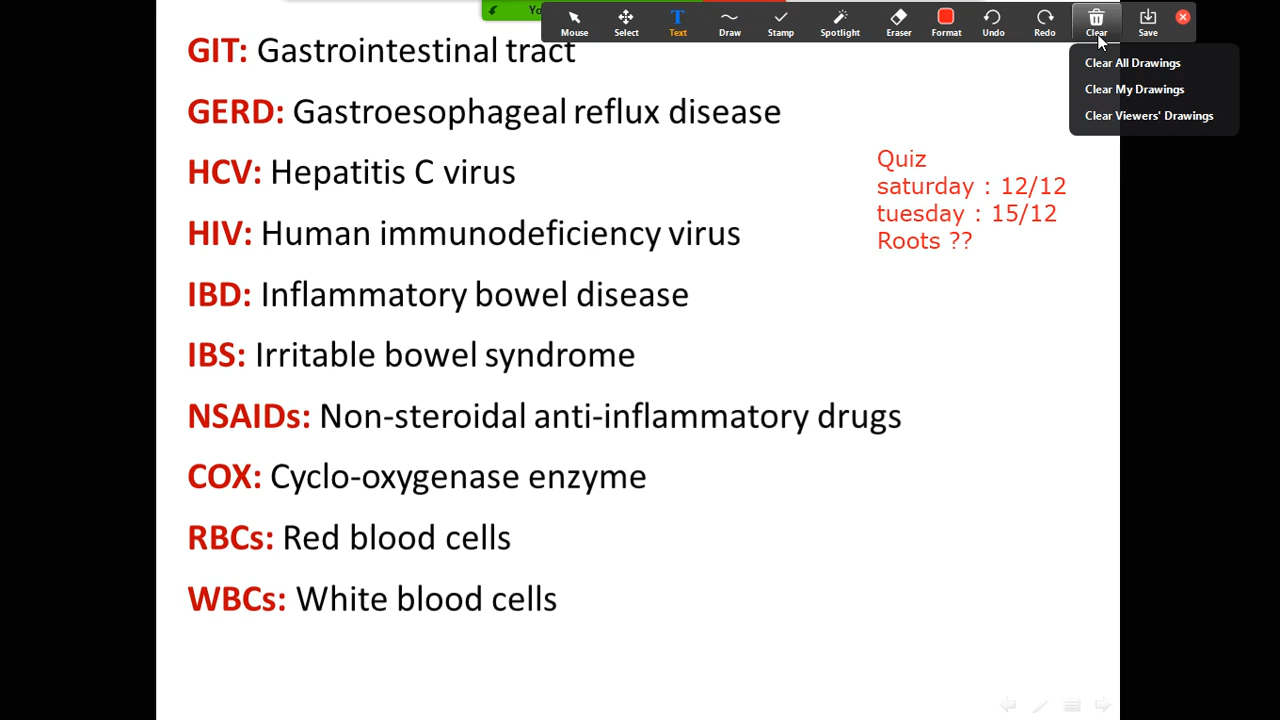 Yo
Mouse Select Text Draw Stamp Spotlight Eraser Format Undo Redo Clear Save
Clear All Drawings
Clear My Drawings
Clear Viewers' Drawings
GIT: Gastrointestinal tract
GERD: Gastroesophageal reflux disease
HCV: Hepatitis C virus
HIV: Human immunodeficiency virus
IBD: Inflammatory bowel disease
IBS: Irritable bowel syndrome
NSAIDs: Non-steroidal anti-inflammatory drugs
COX: Cyclo-oxygenase enzyme
RBCs: Red blood cells
WBCs: White blood cells
Quiz
saturday : 12/12
tuesday : 15/12
Roots ??